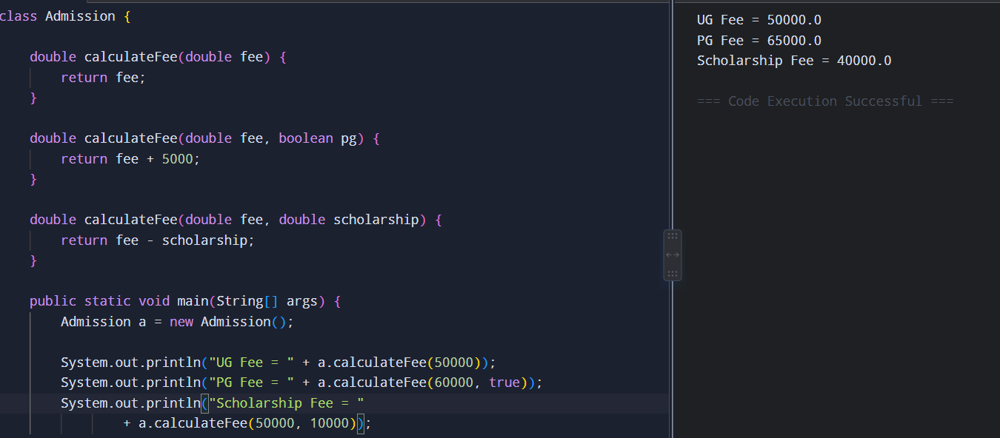 class Admission {
double calculateFee(double fee) {
return fee;
}
double calculateFee(double fee, boolean pg) {
return fee + 5000;
}
double calculateFee(double fee, double scholarship) {
return fee - scholarship;
}
public static void main(String[] args) {
Admission a = new Admission();
System.out.println("UG Fee = " + a.calculateFee(50000));
System.out.println("PG Fee = " + a.calculateFee(60000, true));
System.out.println("Scholarship Fee = "
+ a.calculateFee(50000, 10000));
UG Fee = 50000.0
PG Fee = 65000.0
Scholarship Fee = 40000.0
=== Code Execution Successful ===